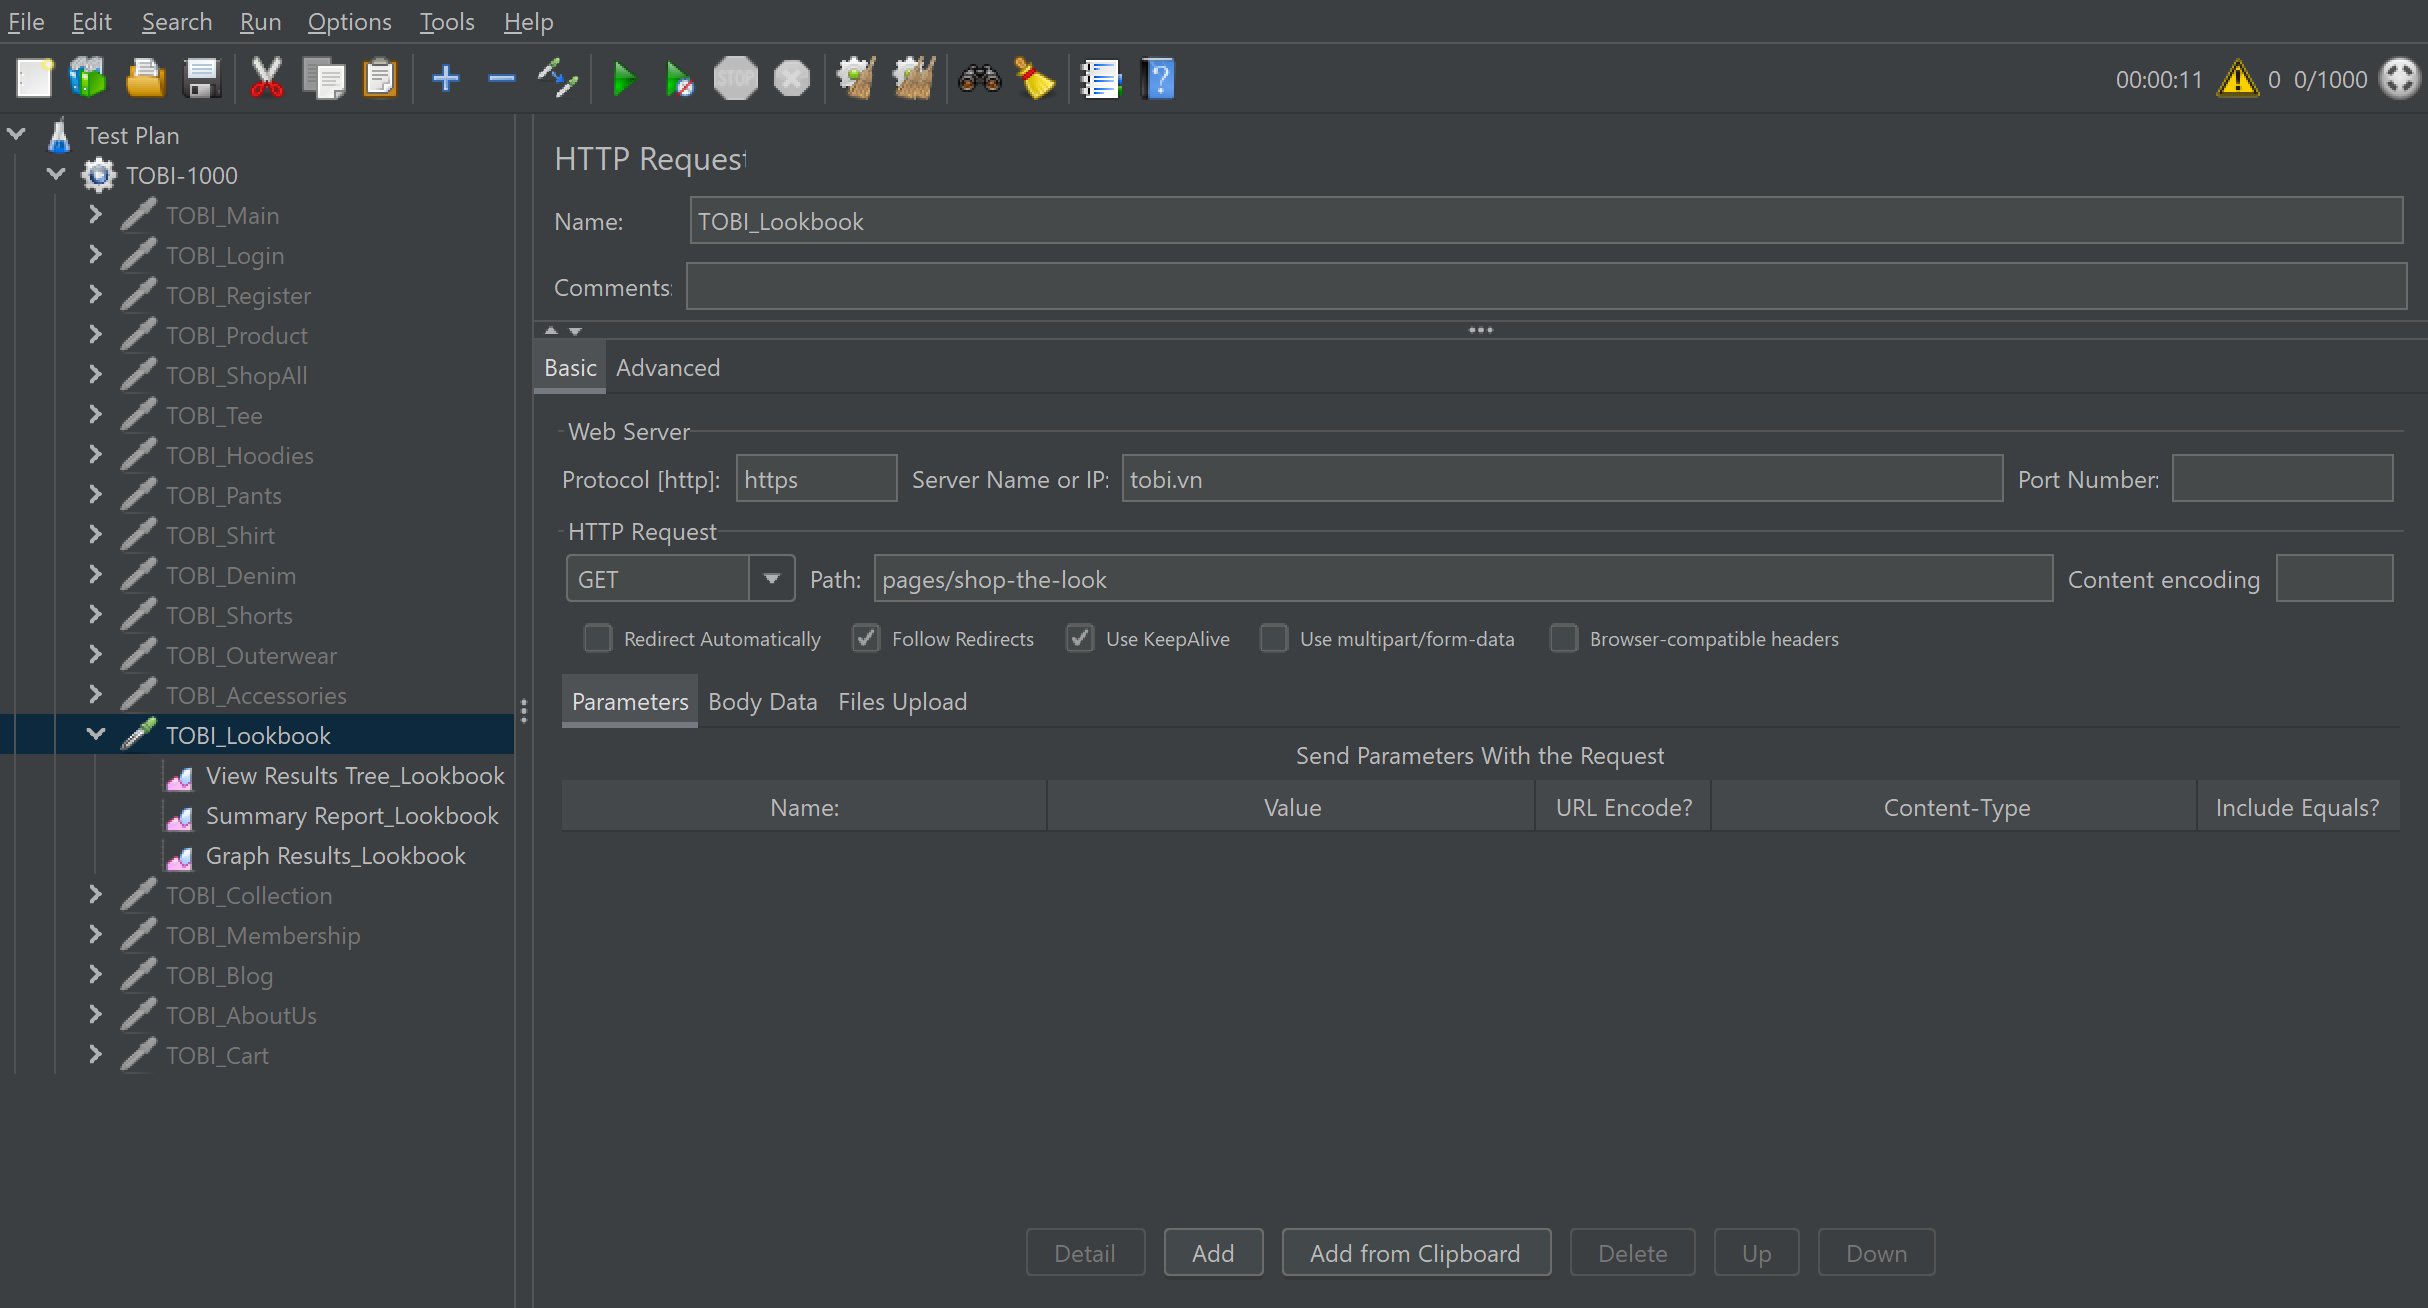 File Edit Search Run Options Tools Help
STOP
00:00:11 0 0/1000
Test Plan
TOBI-1000
TOBI_Main
TOBI_Login
TOBI_Register
TOBI_Product
TOBI_ShopAll
TOBI_Tee
TOBI_Hoodies
TOBI_Pants
TOBI_Shirt
TOBI_Denim
TOBI_Shorts
TOBI_Outerwear
TOBI_Accessories
TOBI_Lookbook
View Results Tree_Lookbook
Summary Report_Lookbook
Graph Results_Lookbook
TOBI_Collection
TOBI_Membership
TOBI_Blog
TOBI_AboutUs
TOBI_Cart
HTTP Request
Name: TOBI_Lookbook
Comments:
Basic Advanced
Web Server
Protocol [http]: https Server Name or IP: tobi.vn Port Number:
HTTP Request
GET Path: pages/shop-the-look Content encoding
Redirect Automatically Follow Redirects Use KeepAlive Use multipart/form-data Browser-compatible headers
Parameters Body Data Files Upload
Send Parameters With the Request
Name: Value URL Encode? Content-Type Include Equals?
Detail Add Add from Clipboard Delete Up Down